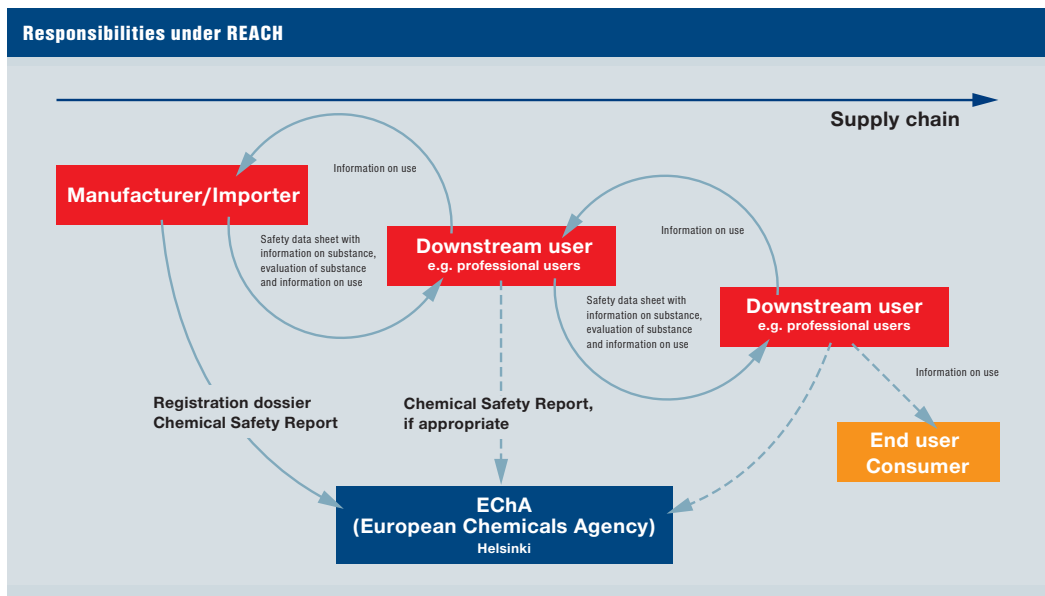 Responsibilities under REACH
Supply chain
Information on use
Manufacturer/Importer
Safety data sheet with
information on substance,
evaluation of substance
and information on use
Downstream user
e.g. professional users
Information on use
Safety data sheet with
information on substance,
evaluation of substance
and information on use
Downstream user
e.g. professional users
Information on use
Registration dossier
Chemical Safety Report
Chemical Safety Report,
if appropriate
End user
Consumer
EChA
(European Chemicals Agency)
Helsinki